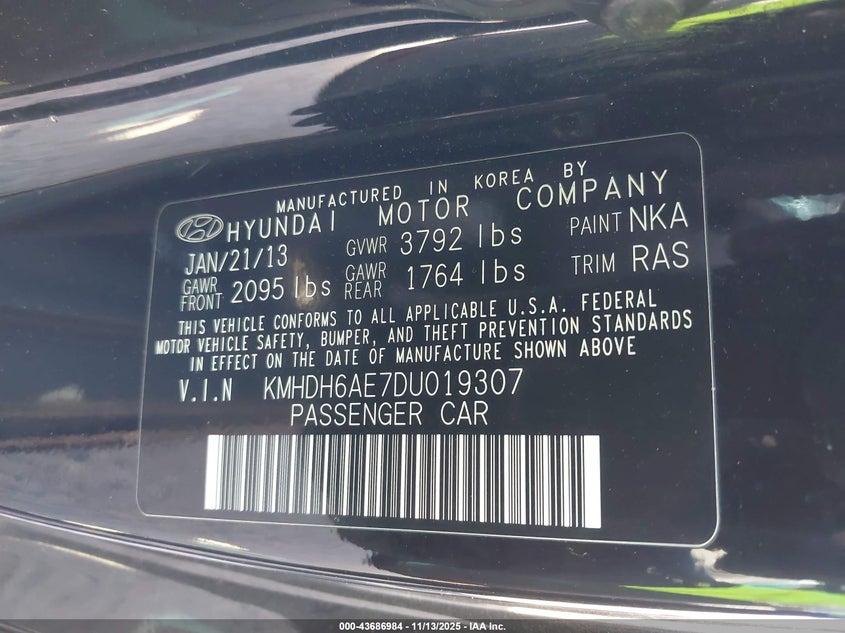 MANUFACTURED IN KOREA BY
HYUNDAI MOTOR COMPANY
JAN/21/13 GVWR 3792 lbs PAINT NKA
GAWR FRONT 2095 lbs GAWR REAR 1764 lbs TRIM RAS
THIS VEHICLE CONFORMS TO ALL APPLICABLE U.S.A. FEDERAL
MOTOR VEHICLE SAFETY, BUMPER, AND THEFT PREVENTION STANDARDS
IN EFFECT ON THE DATE OF MANUFACTURE SHOWN ABOVE
V.I.N KMHDH6AE7DU019307
PASSENGER CAR
000-43686984 - 11/13/2025 - IAA Inc.